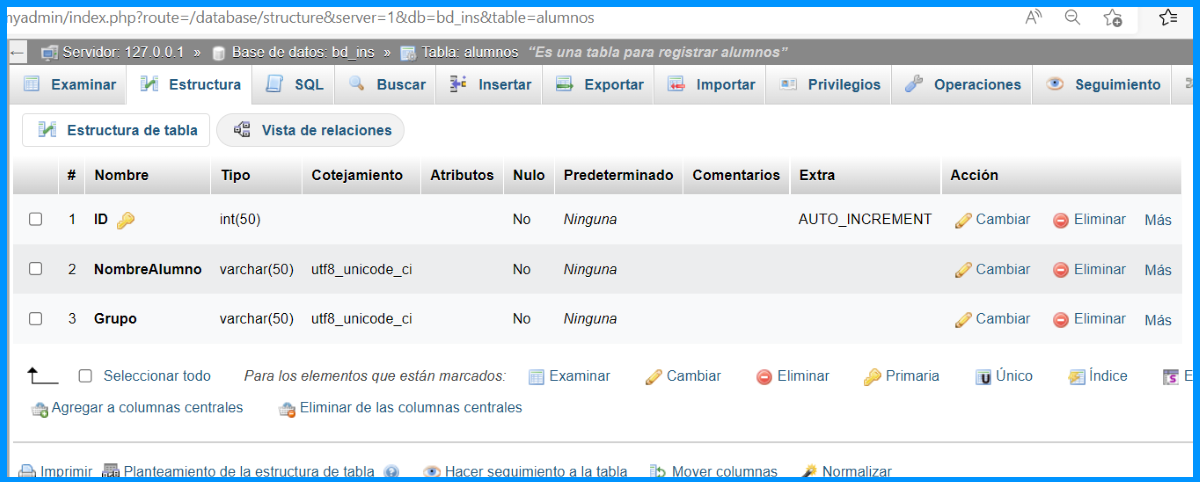 nyadmin/index.php?route=/database/structure&server=1&db=bd_ins&table=alumnos
Servidor: 127.0.0.1 » Base de datos: bd_ins » Tabla: alumnos "Es una tabla para registrar alumnos"
Examinar Estructura SQL Buscar Insertar Exportar Importar Privilegios Operaciones Seguimiento
Estructura de tabla Vista de relaciones
# Nombre Tipo Cotejamiento Atributos Nulo Predeterminado Comentarios Extra Acción
1 ID int(50) No Ninguna AUTO_INCREMENT Cambiar Eliminar Más
2 NombreAlumno varchar(50) utf8_unicode_ci No Ninguna Cambiar Eliminar Más
3 Grupo varchar(50) utf8_unicode_ci No Ninguna Cambiar Eliminar Más
Seleccionar todo Para los elementos que están marcados: Examinar Cambiar Eliminar Primaria Único Índice E
Agregar a columnas centrales Eliminar de las columnas centrales
Imprimir Planteamiento de la estructura de tabla Hacer seguimiento a la tabla Mover columnas Normalizar